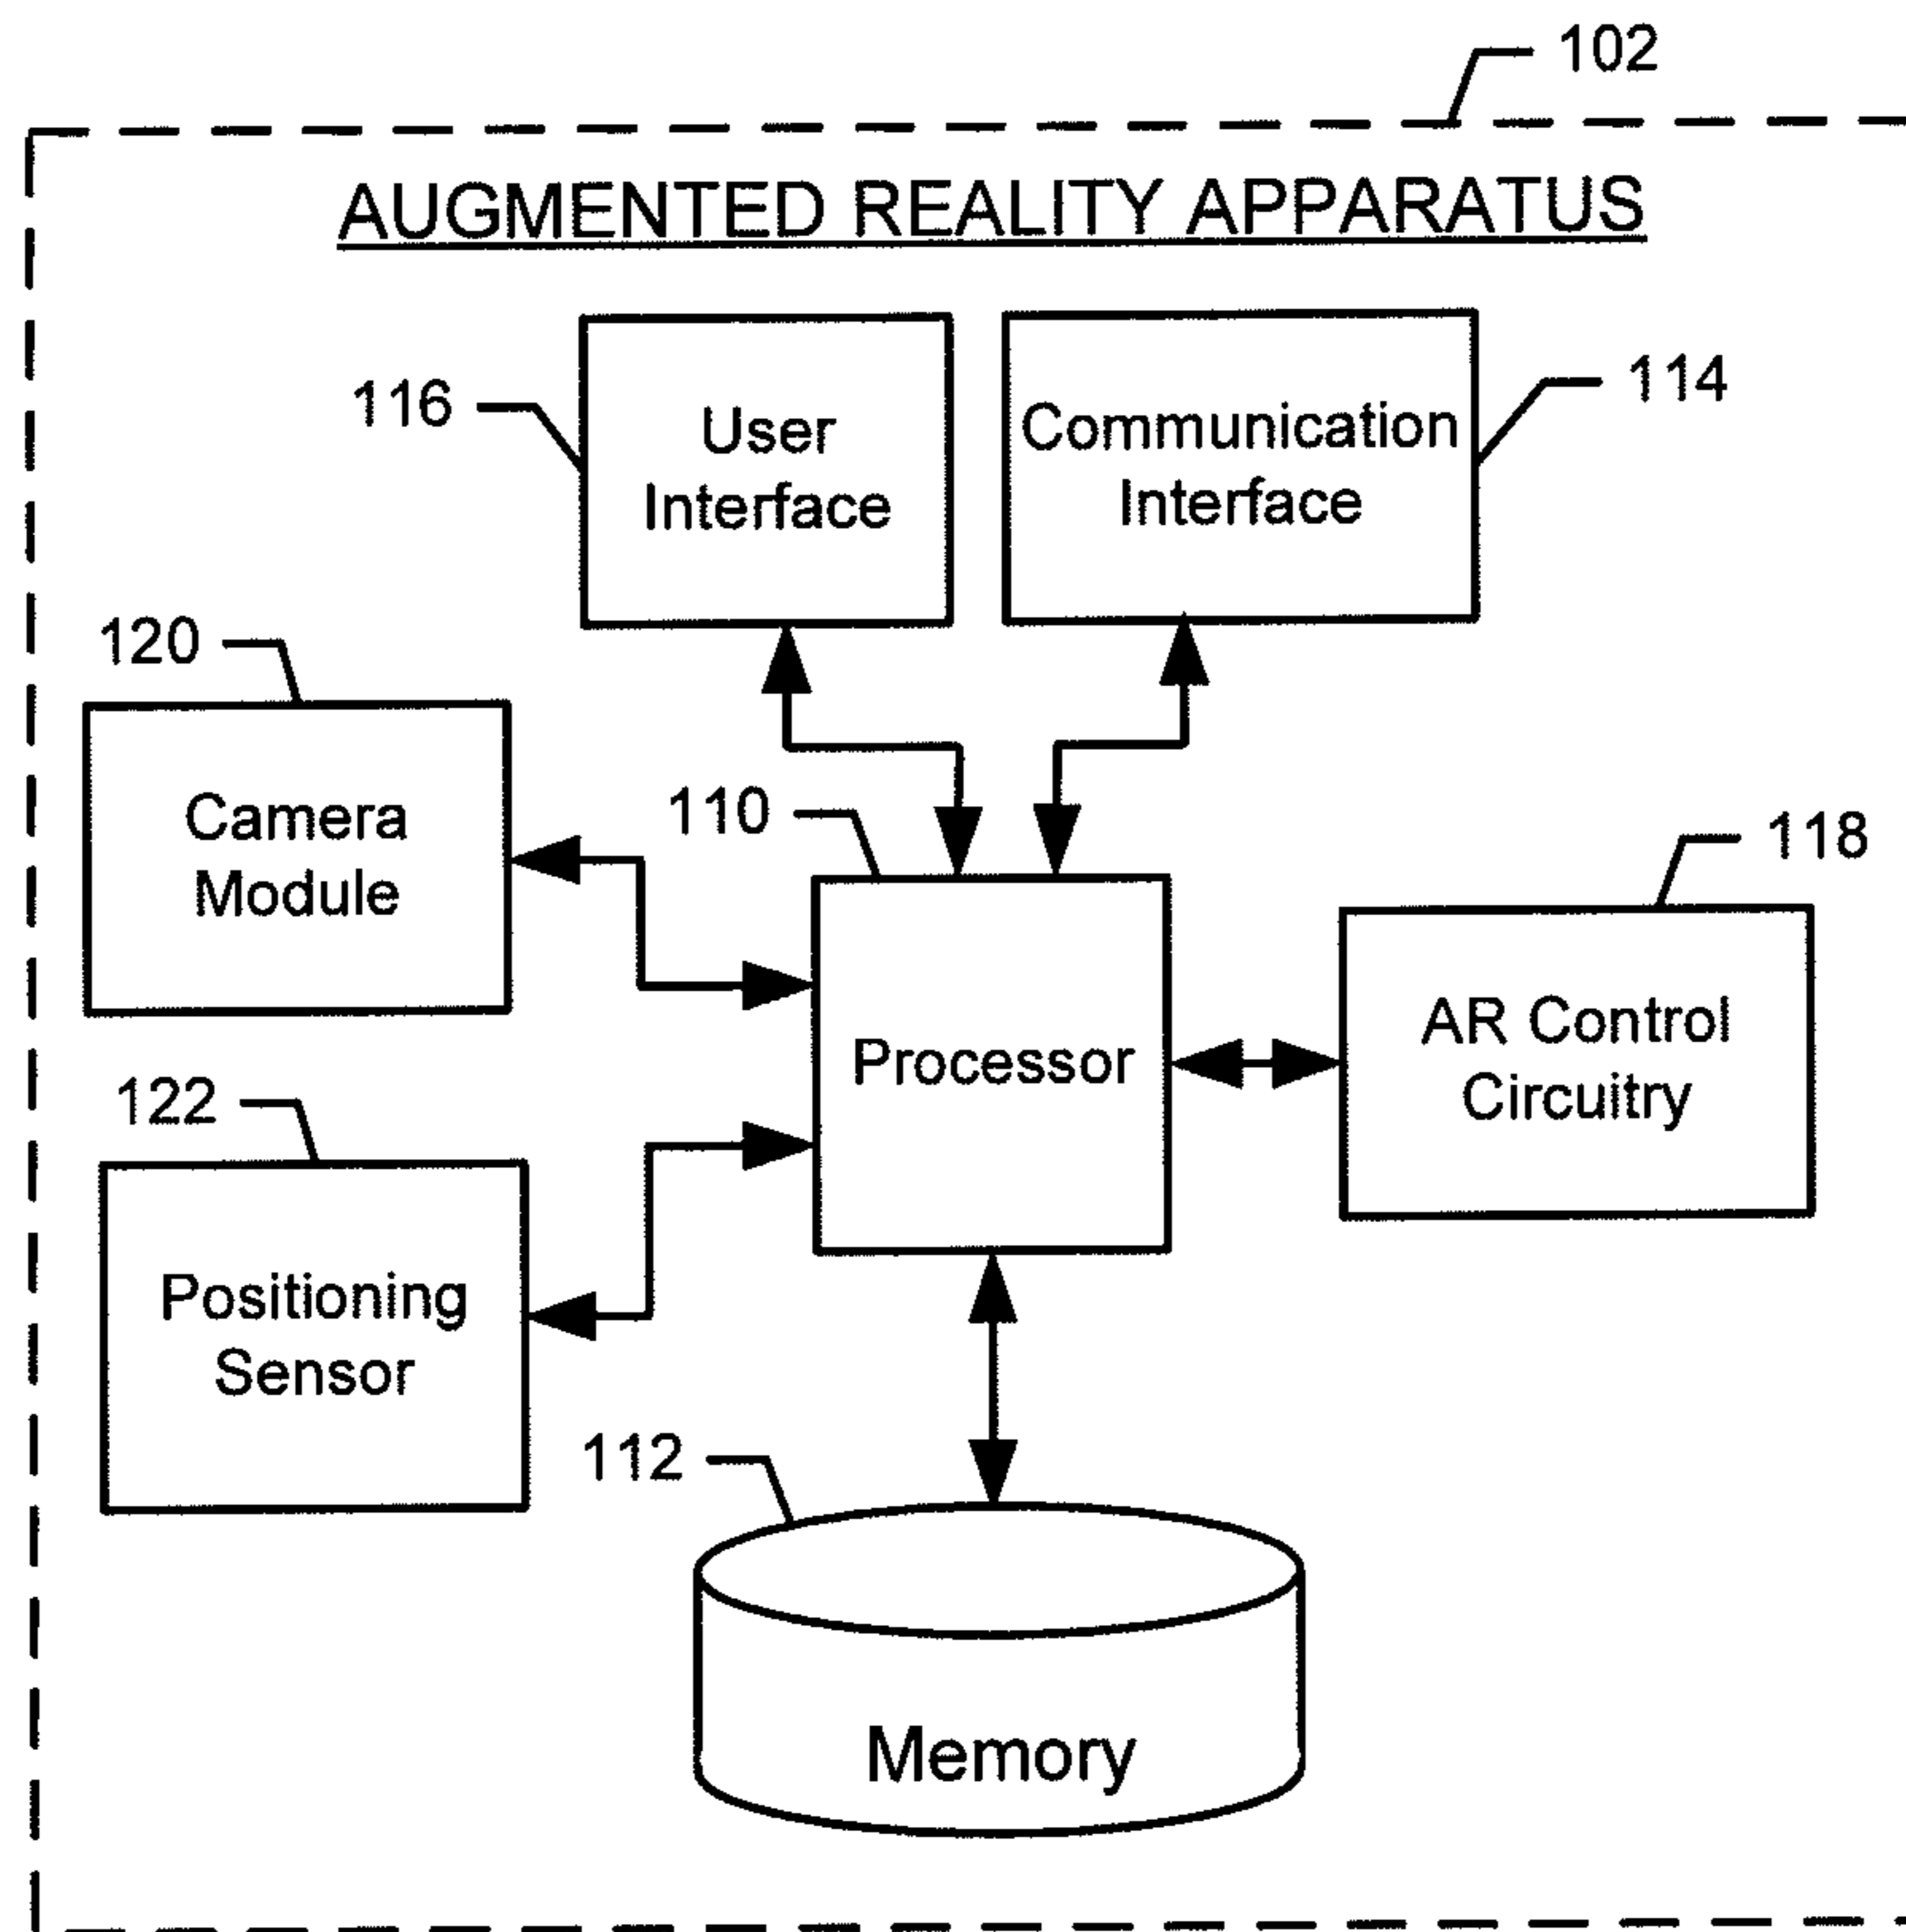 102
AUGMENTED REALITY APPARATUS
116
User
Interface
Communication
Interface
114
120
Camera
Module
110
Processor
118
AR Control
Circuitry
122
Positioning
Sensor
112
Memory